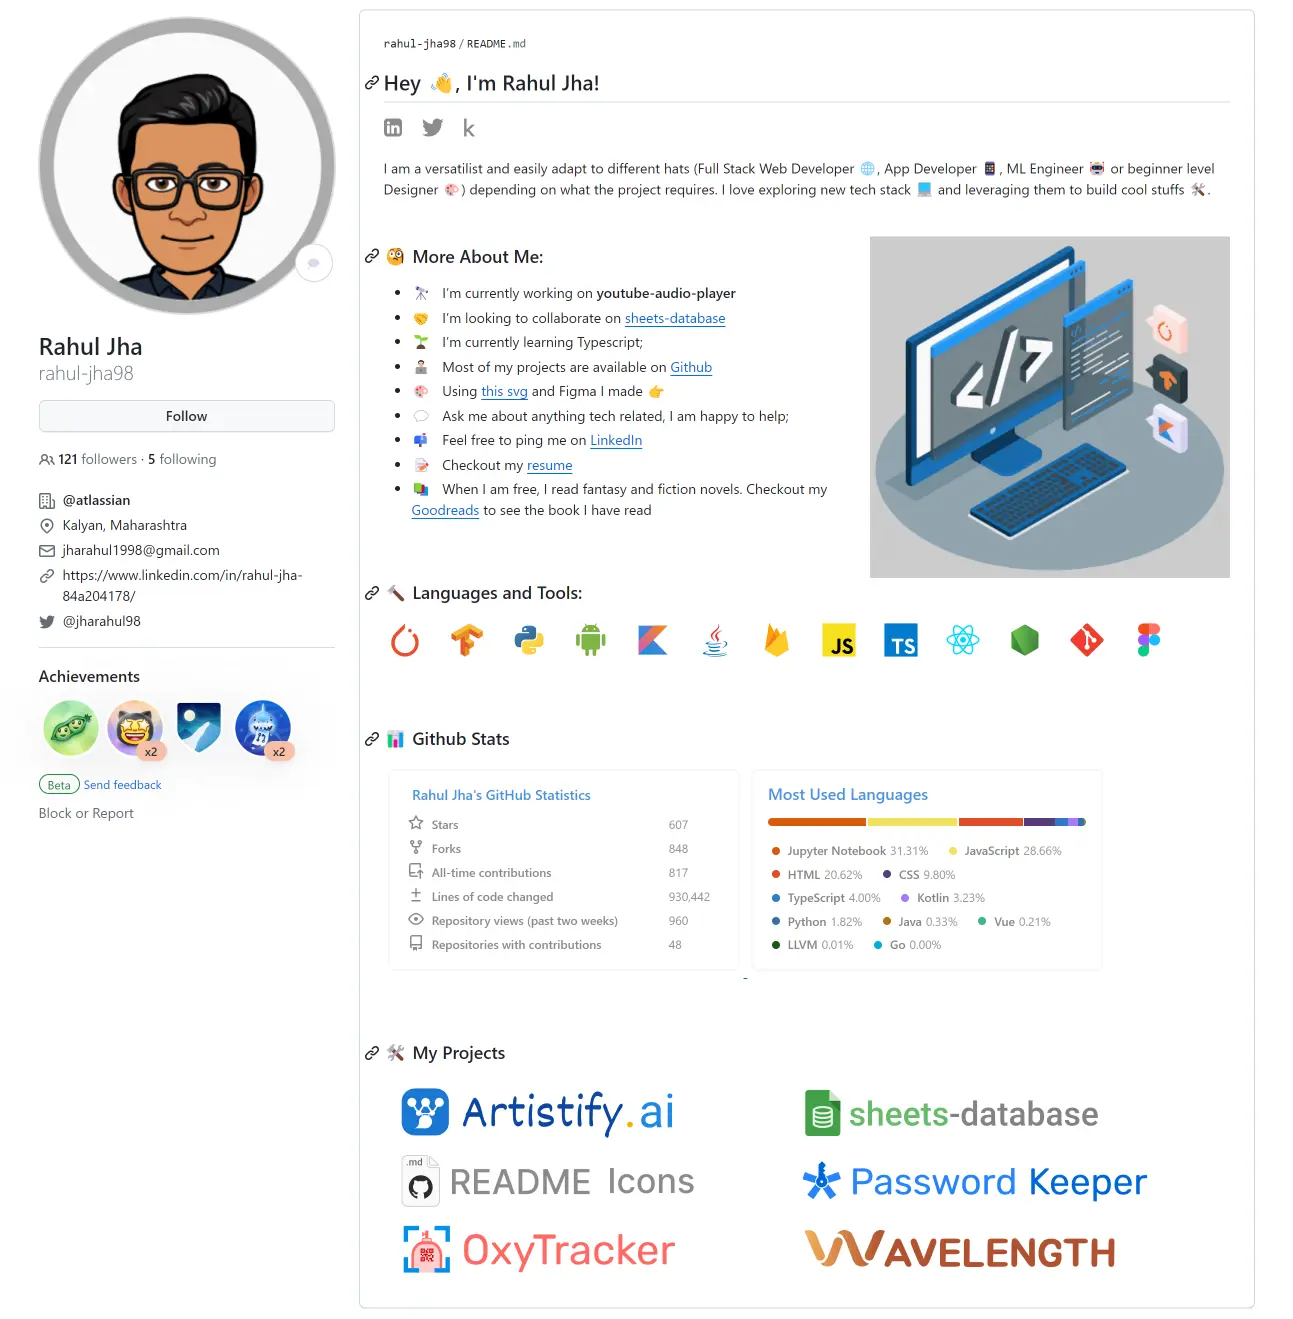 Rahul Jha
rahul-jha98
Follow
121 followers · 5 following
@atlassian
Kalyan, Maharashtra
jharahul1998@gmail.com
https://www.linkedin.com/in/rahul-jha-
84a204178/
@jharahul98
Achievements
x2
x2
Beta Send feedback
Block or Report
rahul-jha98/README.md
Hey 👋, I'm Rahul Jha!
I am a versatilist and easily adapt to different hats (Full Stack Web Developer 🌐, App Developer 📱, ML Engineer 🤖 or beginner level
Designer 🎨) depending on what the project requires. I love exploring new tech stack 💻 and leveraging them to build cool stuffs 🛠.
🧐 More About Me:
🔭 I'm currently working on youtube-audio-player
🤝 I'm looking to collaborate on sheets-database
🌱 I'm currently learning Typescript;
👨‍💻 Most of my projects are available on Github
🎨 Using this svg and Figma I made 👉
💬 Ask me about anything tech related, I am happy to help;
📫 Feel free to ping me on LinkedIn
📝 Checkout my resume
📚 When I am free, I read fantasy and fiction novels. Checkout my
Goodreads to see the book I have read
</>
🔨 Languages and Tools:
JS
TS
📊 Github Stats
Rahul Jha's GitHub Statistics
Stars 607
Forks 848
All-time contributions 817
Lines of code changed 930,442
Repository views (past two weeks) 960
Repositories with contributions 48
Most Used Languages
Jupyter Notebook 31.31% JavaScript 28.66%
HTML 20.62% CSS 9.80%
TypeScript 4.00% Kotlin 3.23%
Python 1.82% Java 0.33% Vue 0.21%
LLVM 0.01% Go 0.00%
🛠 My Projects
Artistify.ai
sheets-database
.md
README Icons
Password Keeper
OxyTracker
WAVELENGTH